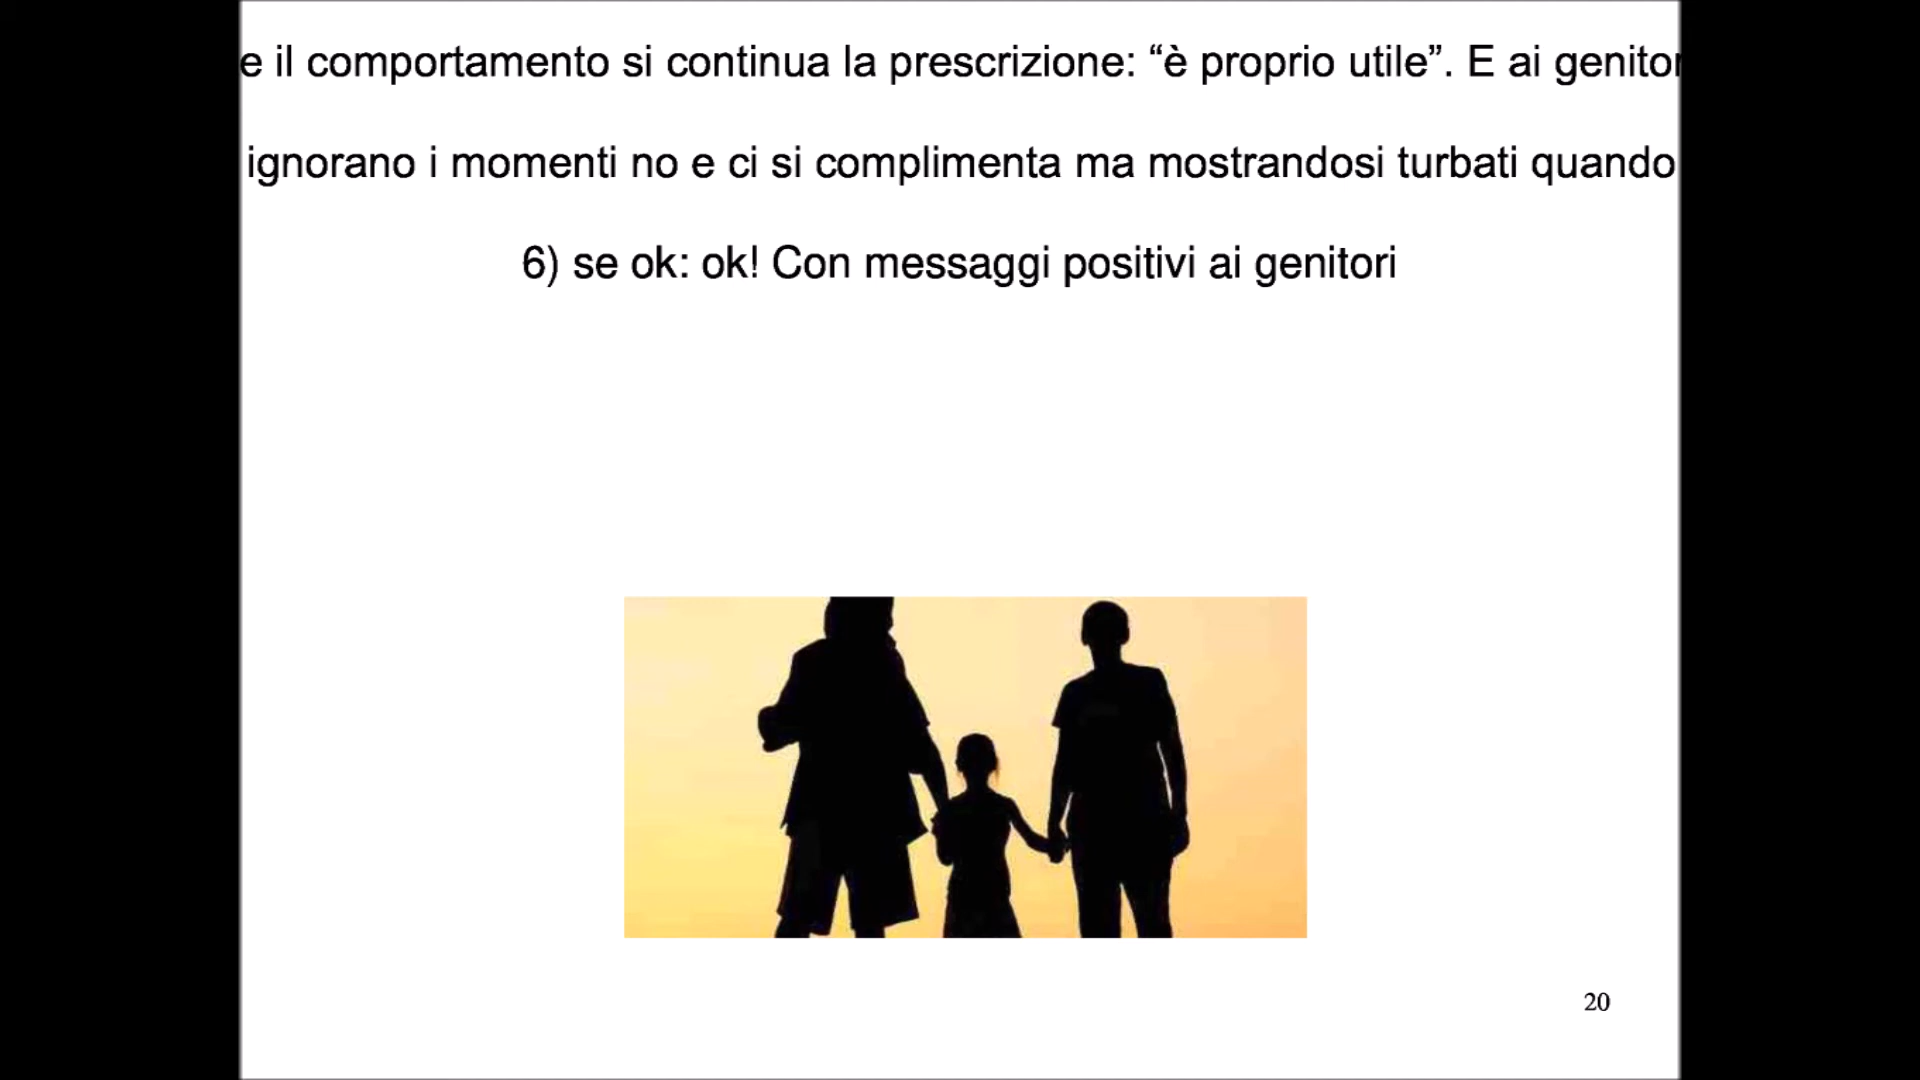 e il comportamento si continua la prescrizione: “è proprio utile”. E ai genitor
ignorano i momenti no e ci si complimenta ma mostrandosi turbati quando
6) se ok: ok! Con messaggi positivi ai genitori
20